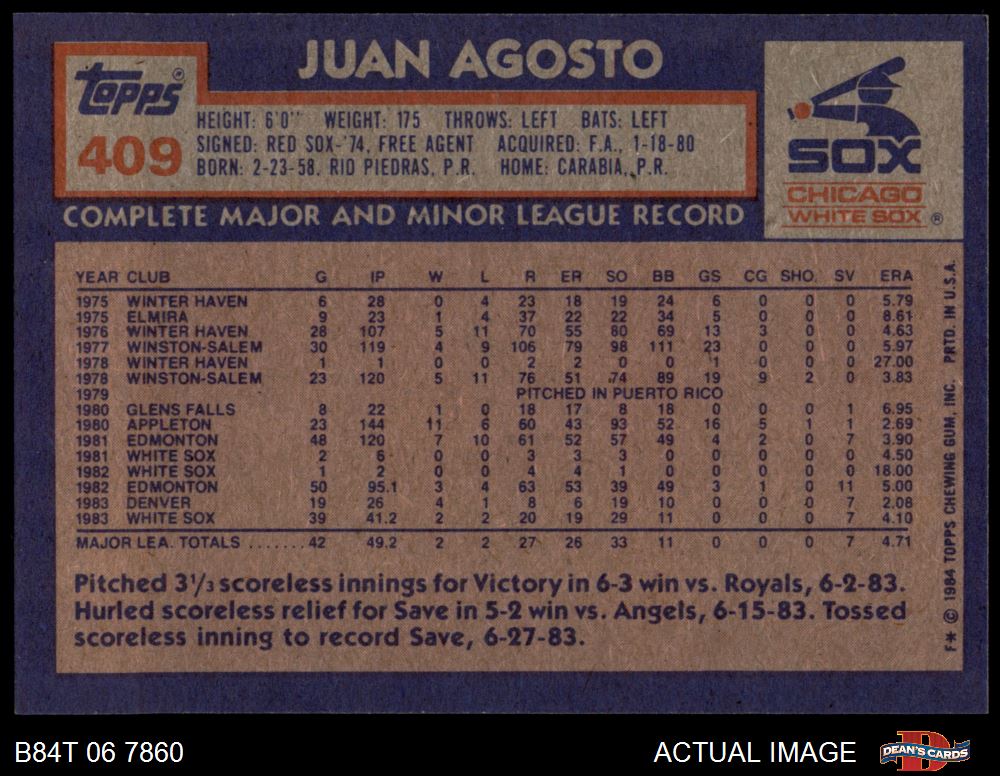 JUAN AGOSTO
TOPPS ®
409
HEIGHT: 6'0" WEIGHT: 175 THROWS: LEFT BATS: LEFT
SIGNED: RED SOX-'74, FREE AGENT ACQUIRED: F.A., 1-18-80
BORN: 2-23-58, RIO PIEDRAS, P.R. HOME: CARABIA, P.R.
SOX
CHICAGO
WHITE SOX ®
COMPLETE MAJOR AND MINOR LEAGUE RECORD
YEAR CLUB G IP W L R ER SO BB GS CG SHO. SV ERA
1975 WINTER HAVEN 6 28 0 4 23 18 19 24 6 0 0 0 5.79
1975 ELMIRA 9 23 1 4 37 22 22 34 5 0 0 0 8.61
1976 WINTER HAVEN 28 107 5 11 70 55 80 69 13 3 0 0 4.63
1977 WINSTON-SALEM 30 119 4 9 106 79 98 111 23 0 0 0 5.97
1978 WINTER HAVEN 1 1 0 0 2 2 0 0 1 0 0 0 27.00
1978 WINSTON-SALEM 23 120 5 11 76 51 74 89 19 9 2 0 3.83
1979 PITCHED IN PUERTO RICO
1980 GLENS FALLS 8 22 1 0 18 17 8 18 0 0 0 1 6.95
1980 APPLETON 23 144 11 6 60 43 93 52 16 5 1 1 2.69
1981 EDMONTON 48 120 7 10 61 52 57 49 4 2 0 7 3.90
1981 WHITE SOX 2 6 0 0 3 3 3 0 0 0 0 0 4.50
1982 WHITE SOX 1 2 0 0 4 4 1 0 0 0 0 0 18.00
1982 EDMONTON 50 95.1 3 4 63 53 39 49 3 1 0 11 5.00
1983 DENVER 19 26 4 1 8 6 19 10 0 0 0 7 2.08
1983 WHITE SOX 39 41.2 2 2 20 19 29 11 0 0 0 7 4.10
MAJOR LEA. TOTALS ....... 42 49.2 2 2 27 26 33 11 0 0 0 7 4.71
Pitched 3⅓ scoreless innings for Victory in 6-3 win vs. Royals, 6-2-83.
Hurled scoreless relief for Save in 5-2 win vs. Angels, 6-15-83. Tossed
scoreless inning to record Save, 6-27-83.
F* © 1984 TOPPS CHEWING GUM, INC. PRTD. IN U.S.A.
B84T 06 7860
ACTUAL IMAGE
D
DEAN'S CARDS